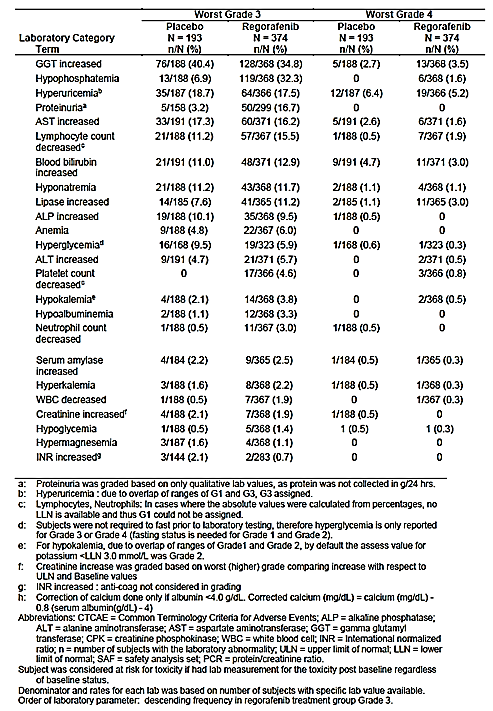 Worst Grade 3 Worst Grade 4
Placebo Regorafenib Placebo Regorafenib
Laboratory Category N = 193 N = 374 N = 193 N = 374
Term n/N (%) n/N (%) n/N (%) n/N (%)
GGT increased 76/188 (40.4) 128/368 (34.8) 5/188 (2.7) 13/368 (3.5)
Hypophosphatemia 13/188 (6.9) 119/368 (32.3) 0 6/368 (1.6)
Hyperuricemiaᵇ 35/187 (18.7) 64/366 (17.5) 12/187 (6.4) 19/366 (5.2)
Proteinuriaᵃ 5/158 (3.2) 50/299 (16.7) 0 0
AST increased 33/191 (17.3) 60/371 (16.2) 5/191 (2.6) 6/371 (1.6)
Lymphocyte count 21/188 (11.2) 57/367 (15.5) 1/188 (0.5) 7/367 (1.9)
decreasedᶜ
Blood bilirubin 21/191 (11.0) 48/371 (12.9) 9/191 (4.7) 11/371 (3.0)
increased
Hyponatremia 21/188 (11.2) 43/368 (11.7) 2/188 (1.1) 4/368 (1.1)
Lipase increased 14/185 (7.6) 41/365 (11.2) 2/185 (1.1) 11/365 (3.0)
ALP increased 19/188 (10.1) 35/368 (9.5) 1/188 (0.5) 0
Anemia 9/188 (4.8) 22/367 (6.0) 0 0
Hyperglycemiaᵈ 16/168 (9.5) 19/323 (5.9) 1/168 (0.6) 1/323 (0.3)
ALT increased 9/191 (4.7) 21/371 (5.7) 0 2/371 (0.5)
Platelet count 0 17/366 (4.6) 0 3/366 (0.8)
decreasedᶜ
Hypokalemiaᵉ 4/188 (2.1) 14/368 (3.8) 0 2/368 (0.5)
Hypoalbuminemia 2/188 (1.1) 12/368 (3.3) 0 0
Neutrophil count 1/188 (0.5) 11/367 (3.0) 1/188 (0.5) 0
decreased
Serum amylase 4/184 (2.2) 9/365 (2.5) 1/184 (0.5) 1/365 (0.3)
increased
Hyperkalemia 3/188 (1.6) 8/368 (2.2) 1/188 (0.5) 1/368 (0.3)
WBC decreased 1/188 (0.5) 7/367 (1.9) 0 1/367 (0.3)
Creatinine increasedᶠ 4/188 (2.1) 7/368 (1.9) 1/188 (0.5) 0
Hypoglycemia 1/188 (0.5) 5/368 (1.4) 1 (0.5) 1 (0.3)
Hypermagnesemia 3/187 (1.6) 4/368 (1.1) 0 0
INR increasedᵍ 3/144 (2.1) 2/283 (0.7) 0 0
a: Proteinuria was graded based on only qualitative lab values, as protein was not collected in g/24 hrs.
b: Hyperuricemia : due to overlap of ranges of G1 and G3, G3 assigned.
c: Lymphocytes, Neutrophils: In cases where the absolute values were calculated from percentages, no
LLN is available and thus G1 could not be assigned.
d: Subjects were not required to fast prior to laboratory testing, therefore hyperglycemia is only reported
for Grade 3 or Grade 4 (fasting status is needed for Grade 1 and Grade 2).
e: For hypokalemia, due to overlap of ranges of Grade1 and Grade 2, by default the assess value for
potassium <LLN 3.0 mmol/L was Grade 2.
f: Creatinine increase was graded based on worst (higher) grade comparing increase with respect to
ULN and Baseline values
g: INR increased : anti-coag not considered in grading
h: Correction of calcium done only if albumin <4.0 g/dL. Corrected calcium (mg/dL) = calcium (mg/dL) -
0.8 (serum albumin(g/dL) - 4)
Abbreviations: CTCAE = Common Terminology Criteria for Adverse Events; ALP = alkaline phosphatase;
ALT = alanine aminotransferase; AST = aspartate aminotransferase; GGT = gamma glutamyl
transferase; CPK = creatinine phosphokinase; WBC = white blood cell; INR = International normalized
ratio; n = number of subjects with the laboratory abnormality; ULN = upper limit of normal; LLN = lower
limit of normal; SAF = safety analysis set; PCR = protein/creatinine ratio.
Subject was considered at risk for toxicity if had lab measurement for the toxicity post baseline regardless
of baseline status.
Denominator and rates for each lab was based on number of subjects with specific lab value available.
Order of laboratory parameter: descending frequency in regorafenib treatment group Grade 3.